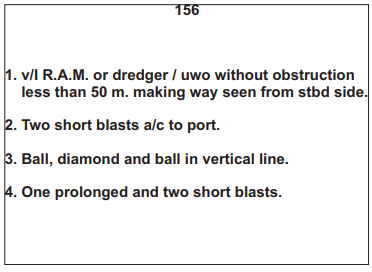 156
1. v/l R.A.M. or dredger / uwo without obstruction
less than 50 m. making way seen from stbd side.
2. Two short blasts a/c to port.
3. Ball, diamond and ball in vertical line.
4. One prolonged and two short blasts.